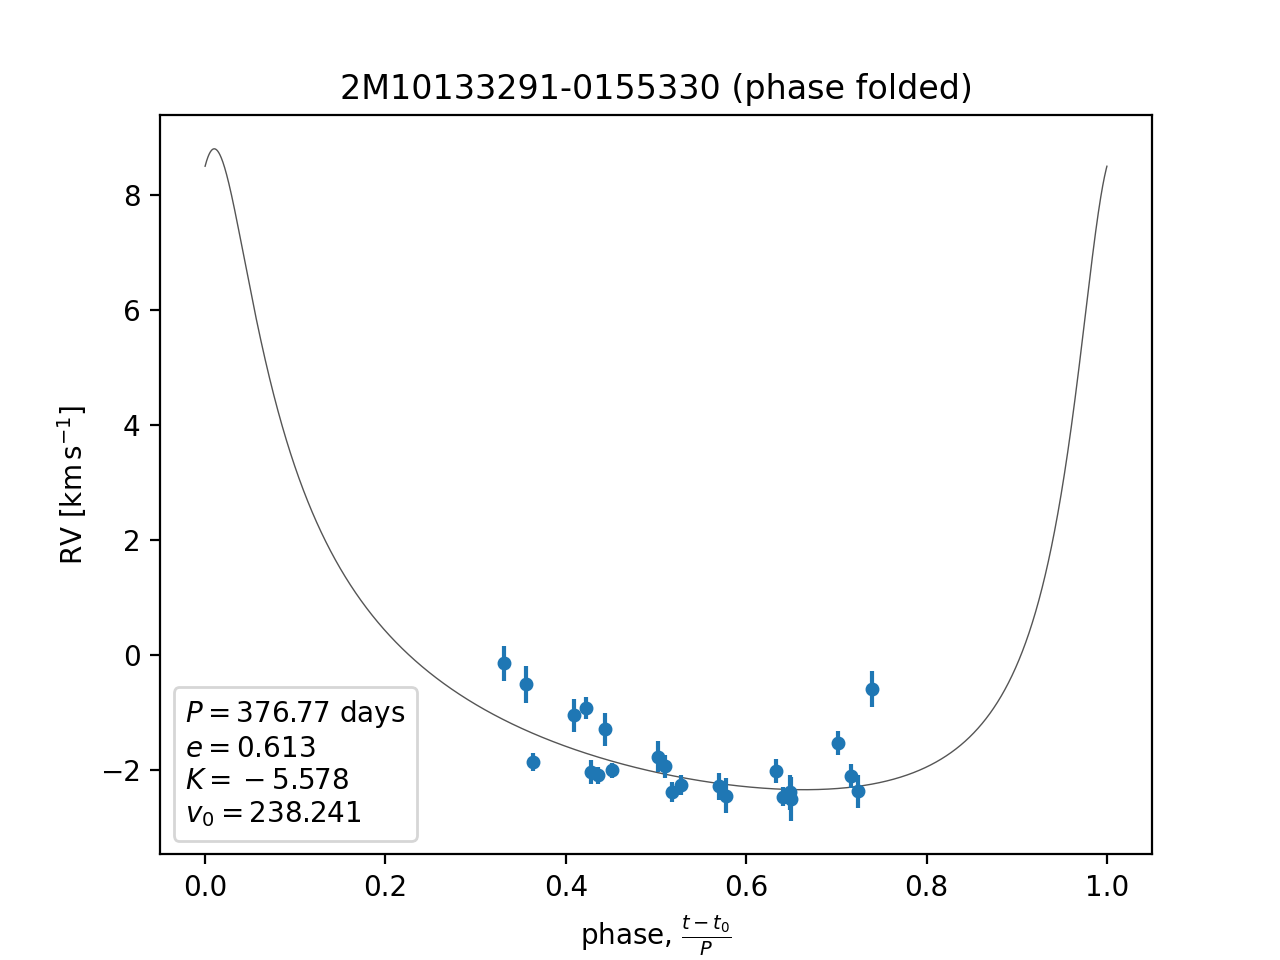 2M10133291-0155330 (phase folded)
RV [km s⁻¹]
8
6
4
2
0
−2
P = 376.77 days
e = 0.613
K = −5.578
v₀ = 238.241
0.0 0.2 0.4 0.6 0.8 1.0
phase, (t − t₀)/P